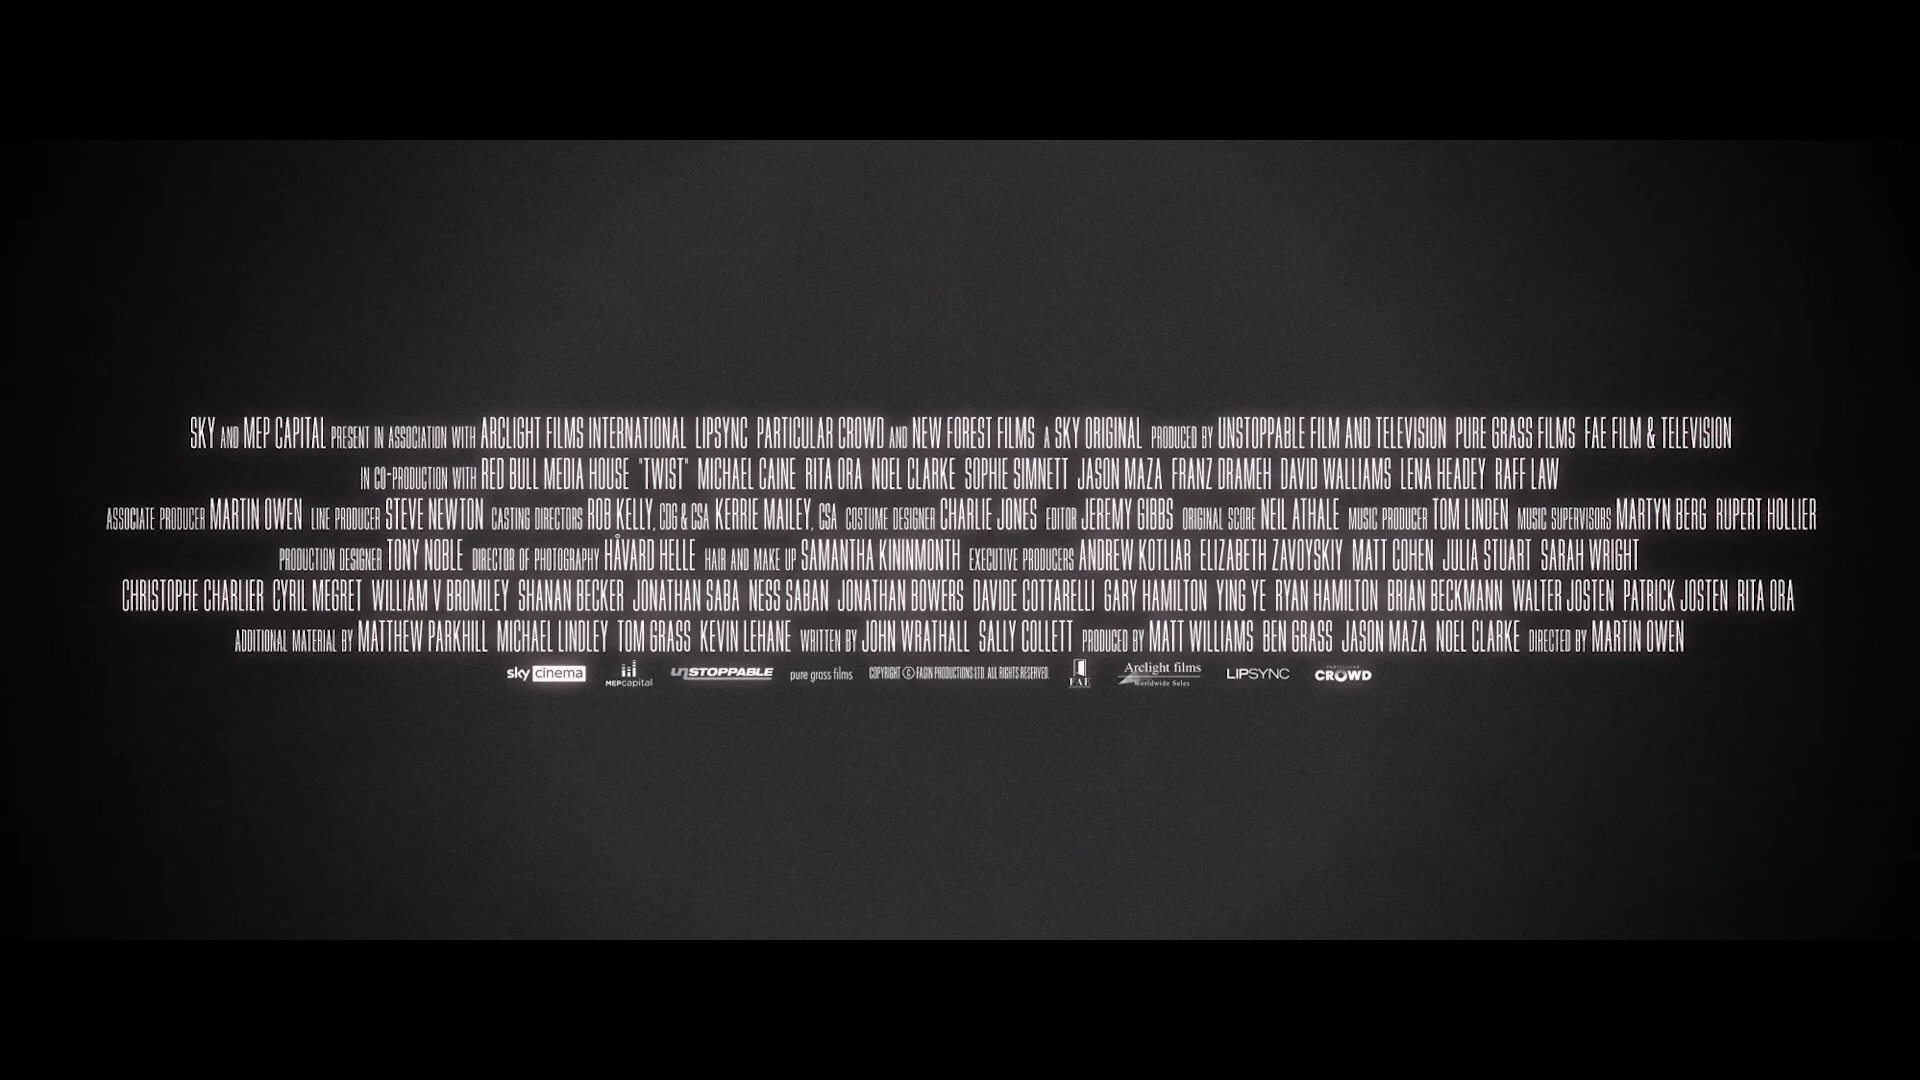 SKY AND MEP CAPITAL PRESENT IN ASSOCIATION WITH ARCLIGHT FILMS INTERNATIONAL LIPSYNC PARTICULAR CROWD AND NEW FOREST FILMS A SKY ORIGINAL PRODUCED BY UNSTOPPABLE FILM AND TELEVISION PURE GRASS FILMS FAE FILM & TELEVISION
IN CO-PRODUCTION WITH RED BULL MEDIA HOUSE "TWIST" MICHAEL CAINE RITA ORA NOEL CLARKE SOPHIE SIMNETT JASON MAZA FRANZ DRAMEH DAVID WALLIAMS LENA HEADEY RAFF LAW
ASSOCIATE PRODUCER MARTIN OWEN LINE PRODUCER STEVE NEWTON CASTING DIRECTORS ROB KELLY, CDG & CSA KERRIE MAILEY, CSA COSTUME DESIGNER CHARLIE JONES EDITOR JEREMY GIBBS ORIGINAL SCORE NEIL ATHALE MUSIC PRODUCER TOM LINDEN MUSIC SUPERVISORS MARTYN BERG RUPERT HOLLIER
PRODUCTION DESIGNER TONY NOBLE DIRECTOR OF PHOTOGRAPHY HÅVARD HELLE HAIR AND MAKE UP SAMANTHA KININMONTH EXECUTIVE PRODUCERS ANDREW KOTLIAR ELIZABETH ZAVOYSKIY MATT COHEN JULIA STUART SARAH WRIGHT
CHRISTOPHE CHARLIER CYRIL MEGRET WILLIAM V BROMILEY SHANAN BECKER JONATHAN SABA NESS SABAN JONATHAN BOWERS DAVIDE COTTARELLI GARY HAMILTON YING YE RYAN HAMILTON BRIAN BECKMANN WALTER JOSTEN PATRICK JOSTEN RITA ORA
ADDITIONAL MATERIAL BY MATTHEW PARKHILL MICHAEL LINDLEY TOM GRASS KEVIN LEHANE WRITTEN BY JOHN WRATHALL SALLY COLLETT PRODUCED BY MATT WILLIAMS BEN GRASS JASON MAZA NOEL CLARKE DIRECTED BY MARTIN OWEN
sky cinema MEPcapital UNSTOPPABLE pure grass films COPYRIGHT © FAGIN PRODUCTIONS LTD. ALL RIGHTS RESERVED. FAE Arclight films Worldwide Sales LIPSYNC PARTICULAR CROWD